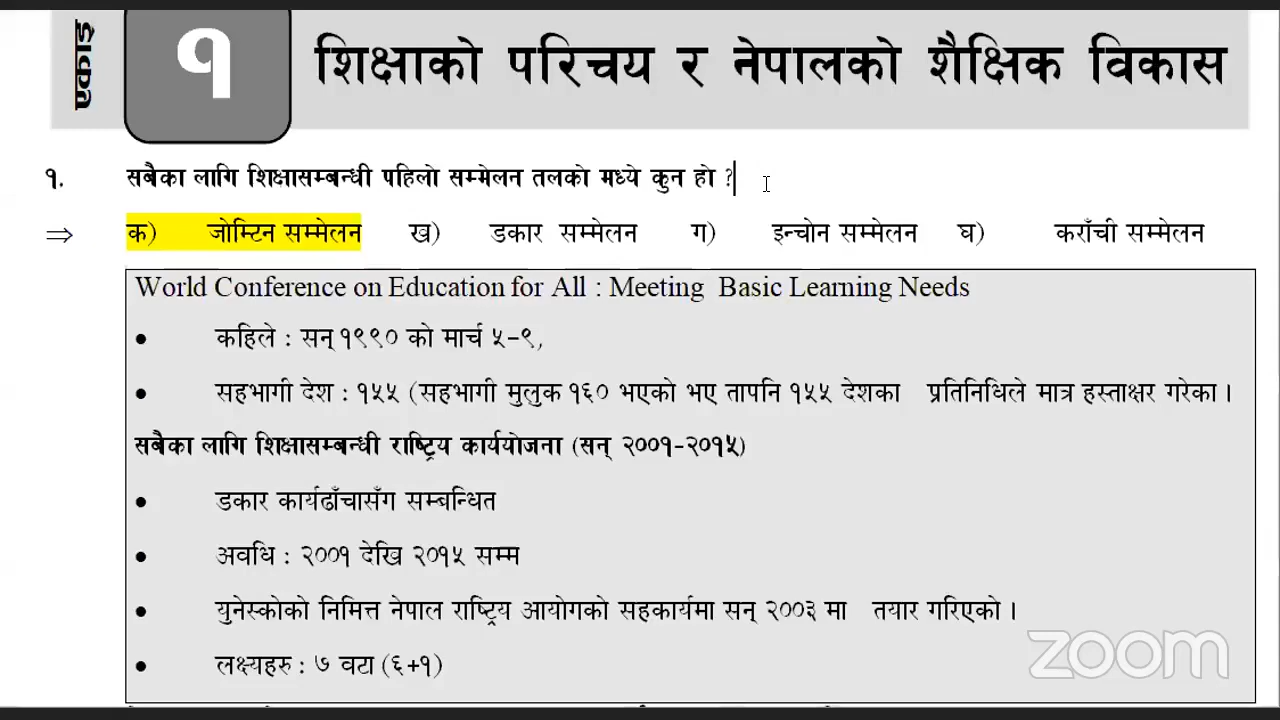 इकाई
१ शिक्षाको परिचय र नेपालको शैक्षिक विकास
१. सबैका लागि शिक्षासम्बन्धी पहिलो सम्मेलन तलको मध्ये कुन हो ?
⇒ क) जोम्टिन सम्मेलन ख) डकार सम्मेलन ग) इन्चोन सम्मेलन घ) कराँची सम्मेलन
World Conference on Education for All : Meeting Basic Learning Needs
• कहिले : सन् १९९० को मार्च ५-९,
• सहभागी देश : १५५ (सहभागी मुलुक १६० भएको भए तापनि १५५ देशका प्रतिनिधिले मात्र हस्ताक्षर गरेका ।
सबैका लागि शिक्षासम्बन्धी राष्ट्रिय कार्ययोजना (सन् २००१-२०१५)
• डकार कार्यढाँचासँग सम्बन्धित
• अवधि : २००१ देखि २०१५ सम्म
• युनेस्कोको निमित्त नेपाल राष्ट्रिय आयोगको सहकार्यमा सन् २००३ मा तयार गरिएको ।
• लक्ष्यहरु : ७ वटा (६+१)
zoom